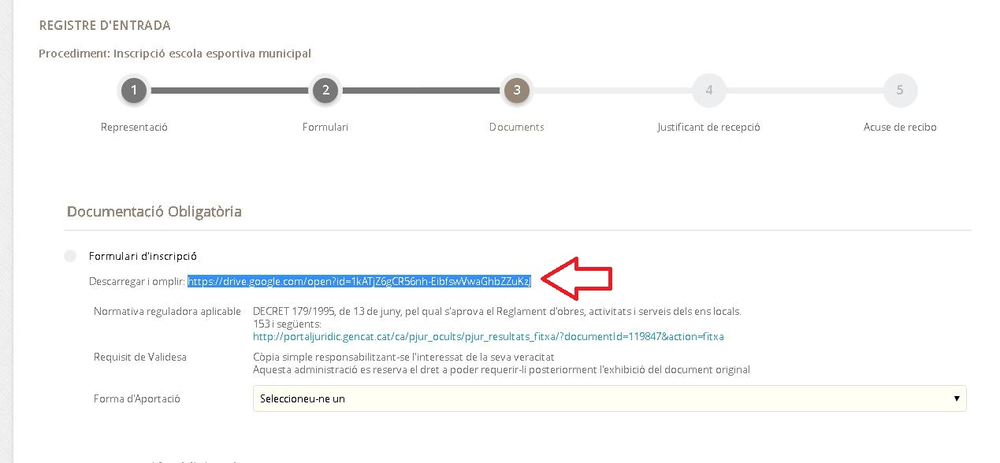 REGISTRE D'ENTRADA
Procediment: Inscripció escola esportiva municipal
1 2 3 4 5
Representació Formulari Documents Justificant de recepció Acuse de recibo
Documentació Obligatòria
Formulari d'inscripció
Descarregar i omplir: https://drive.google.com/open?id=1kATjZ6gCR56nh-EibfswVwaGhbZZuKzJ
Normativa reguladora aplicable DECRET 179/1995, de 13 de juny, pel qual s'aprova el Reglament d'obres, activitats i serveis dels ens locals.
153 i següents:
http://portaljuridic.gencat.cat/ca/pjur_ocults/pjur_resultats_fitxa/?documentId=119847&action=fitxa
Requisit de Validesa Còpia simple responsabilitzant-se l'interessat de la seva veracitat
Aquesta administració es reserva el dret a poder requerir-li posteriorment l'exhibició del document original
Forma d'Aportació Seleccioneu-ne un